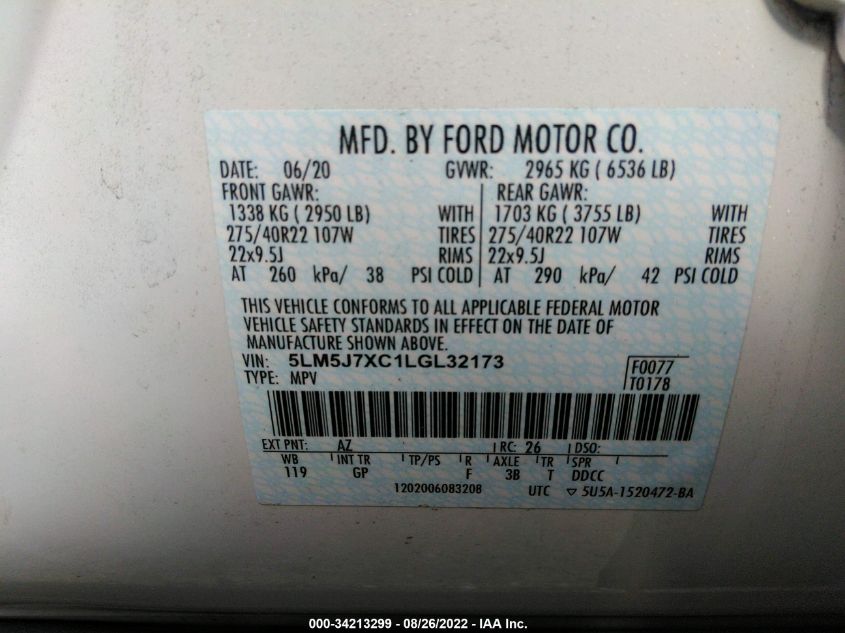 MFD. BY FORD MOTOR CO.
DATE: 06/20 GVWR: 2965 KG ( 6536 LB)
FRONT GAWR: REAR GAWR:
1338 KG ( 2950 LB) WITH 1703 KG ( 3755 LB) WITH
275/40R22 107W TIRES 275/40R22 107W TIRES
22x9.5J RIMS 22x9.5J RIMS
AT 260 kPa/ 38 PSI COLD AT 290 kPa/ 42 PSI COLD
THIS VEHICLE CONFORMS TO ALL APPLICABLE FEDERAL MOTOR
VEHICLE SAFETY STANDARDS IN EFFECT ON THE DATE OF
MANUFACTURE SHOWN ABOVE.
VIN: 5LM5J7XC1LGL32173 F0077
TYPE: MPV T0178
EXT PNT: AZ RC: 26 DSO:
WB INT TR TP/PS R AXLE TR SPR
119 GP F 3B T DDCC
1202006083208 UTC ▽ 5U5A-1520472-BA
000-34213299 - 08/26/2022 - IAA Inc.